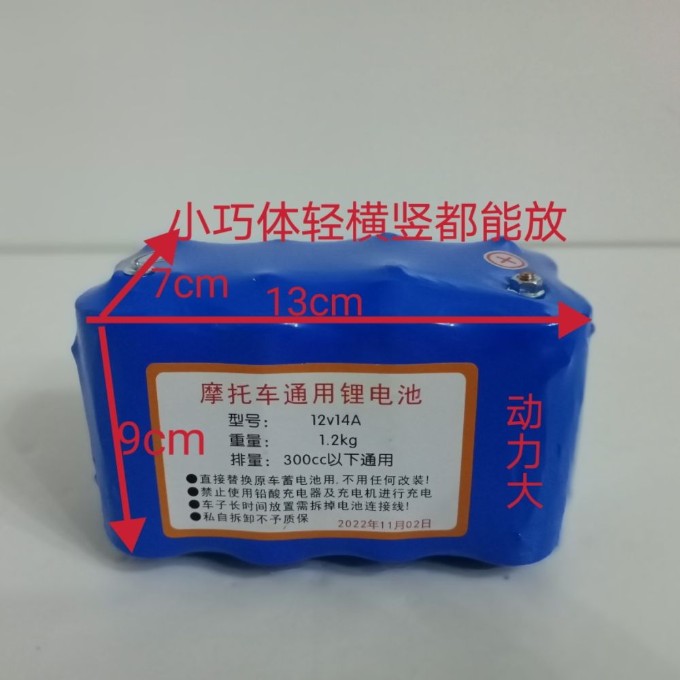 小巧体轻横竖都能放
7cm
13cm
9cm
动力大
摩托车通用锂电池
型号： 12v14A
重量： 1.2kg
排量：300cc以下通用
●直接替换原车蓄电池用,不用任何改装!
●禁止使用铅酸充电器及充电机进行充电
●车子长时间放置需拆掉电池连接线!
●私自拆卸不予质保
2022年11月02日